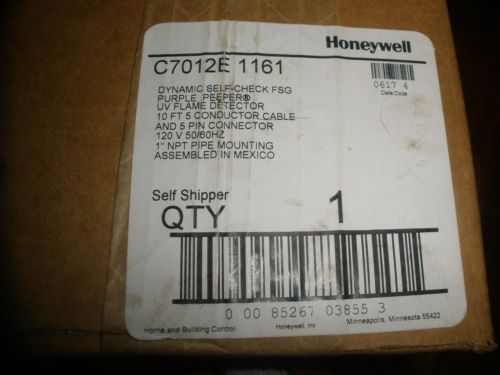 Honeywell
C7012E 1161
0617 4
Date Code
DYNAMIC SELF-CHECK FSG
PURPLE PEEPER®
UV FLAME DETECTOR
10 FT 5 CONDUCTOR CABLE
AND 5 PIN CONNECTOR
120 V 50/60HZ
1" NPT PIPE MOUNTING
ASSEMBLED IN MEXICO
Self Shipper
QTY 1
0 00 85267 03855 3
Home and Building Control Honeywell, Inc Minneapolis, Minnesota 55422